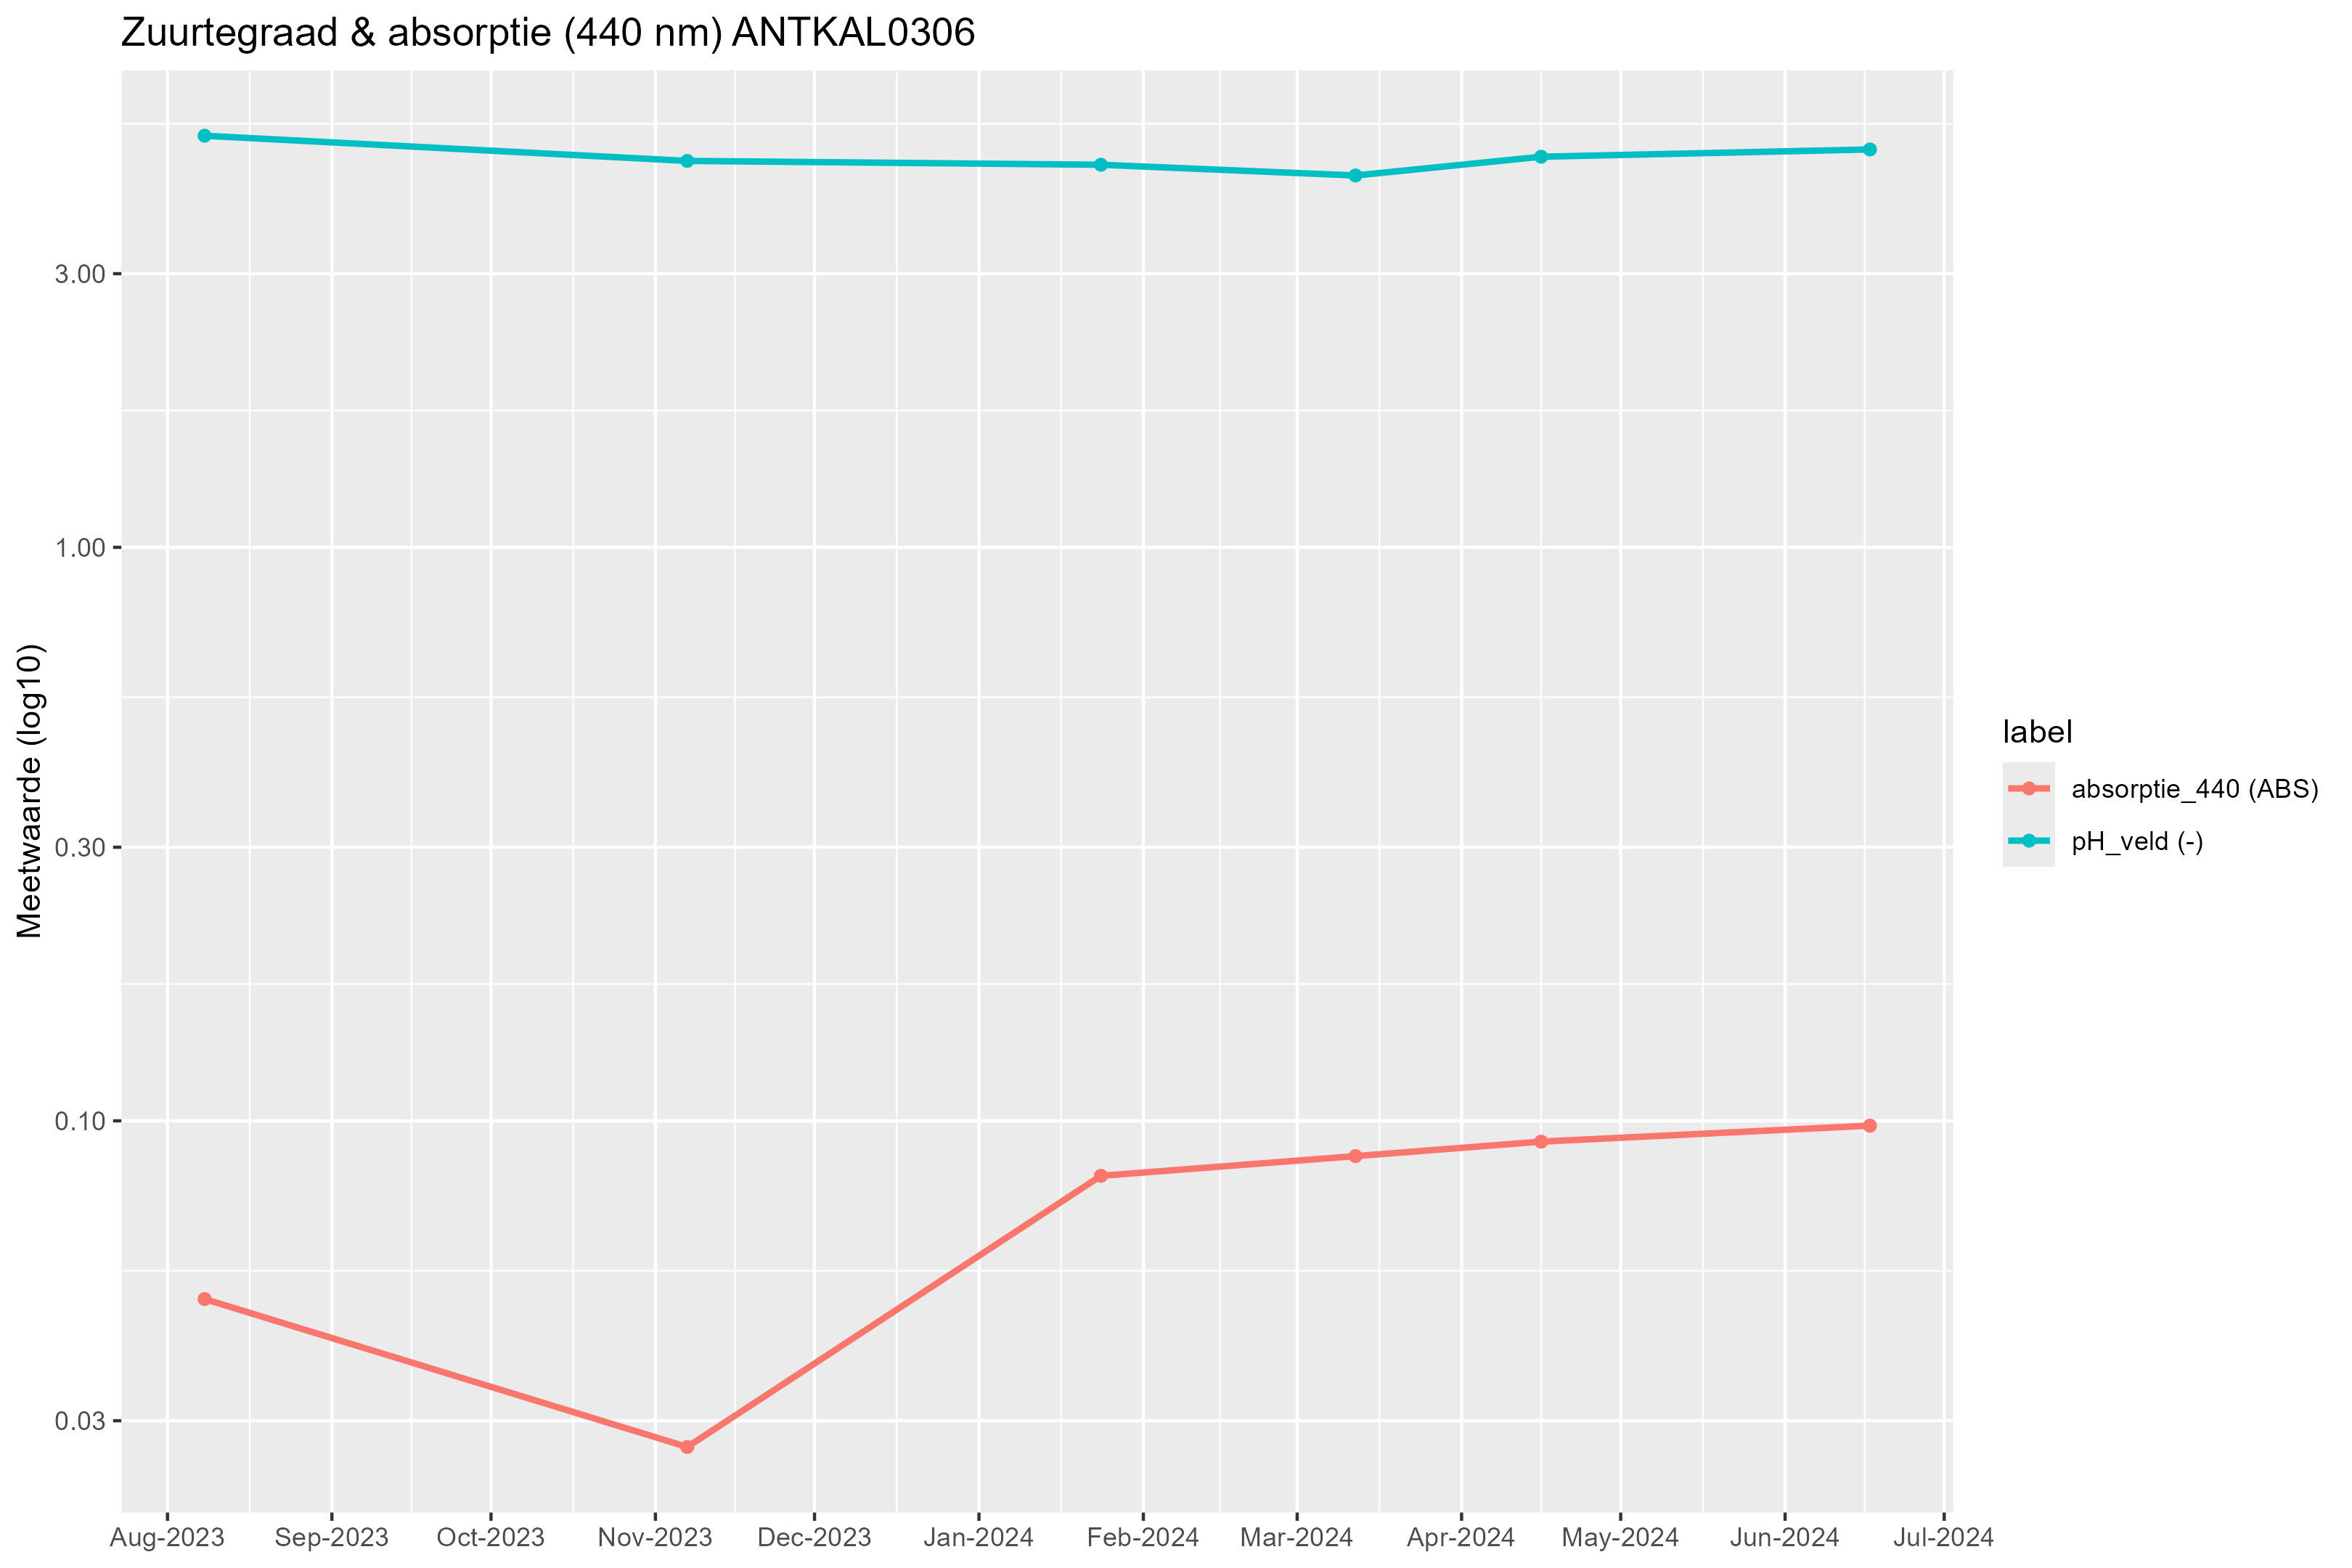 Zuurtegraad & absorptie (440 nm) ANTKAL0306
Meetwaarde (log10)
3.00
1.00
0.30
0.10
0.03
Aug-2023 Sep-2023 Oct-2023 Nov-2023 Dec-2023 Jan-2024 Feb-2024 Mar-2024 Apr-2024 May-2024 Jun-2024 Jul-2024
label
absorptie_440 (ABS)
pH_veld (-)